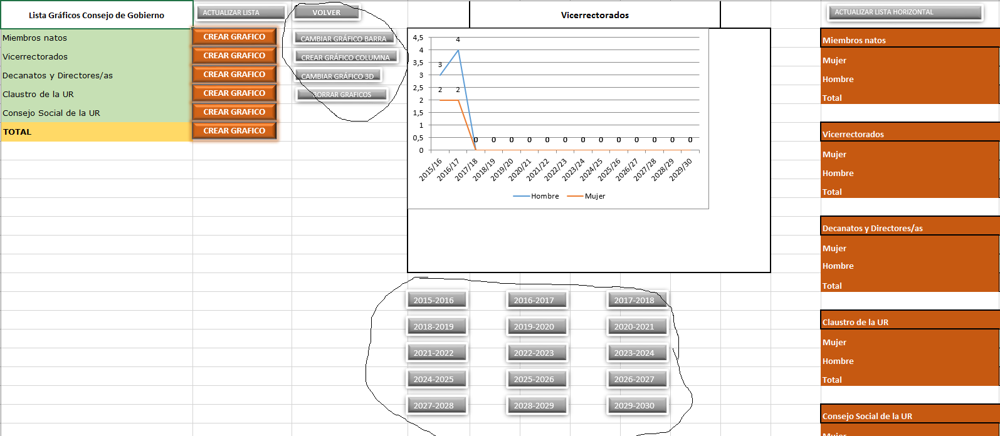 Lista Gráficos Consejo de Gobierno
ACTUALIZAR LISTA
VOLVER
Miembros natos
CREAR GRAFICO
CAMBIAR GRÁFICO BARRA
Vicerrectorados
CREAR GRAFICO
CREAR GRÁFICO COLUMNA
Decanatos y Directores/as
CREAR GRAFICO
CAMBIAR GRÁFICO 3D
Claustro de la UR
CREAR GRAFICO
BORRAR GRAFICOS
Consejo Social de la UR
CREAR GRAFICO
TOTAL
CREAR GRAFICO
Vicerrectorados
4,5
4
3,5
3
2,5
2
1,5
1
0,5
0
3
4
2
2
0 0 0 0 0 0 0 0 0 0 0 0 0
2015/16
2016/17
2017/18
2018/19
2019/20
2020/21
2021/22
2022/23
2023/24
2024/25
2025/26
2026/27
2027/28
2028/29
2029/30
Hombre Mujer
2015-2016 2016-2017 2017-2018
2018-2019 2019-2020 2020-2021
2021-2022 2022-2023 2023-2024
2024-2025 2025-2026 2026-2027
2027-2028 2028-2029 2029-2030
ACTUALIZAR LISTA HORIZONTAL
Miembros natos
Mujer
Hombre
Total
Vicerrectorados
Mujer
Hombre
Total
Decanatos y Directores/as
Mujer
Hombre
Total
Claustro de la UR
Mujer
Hombre
Total
Consejo Social de la UR
Mujer